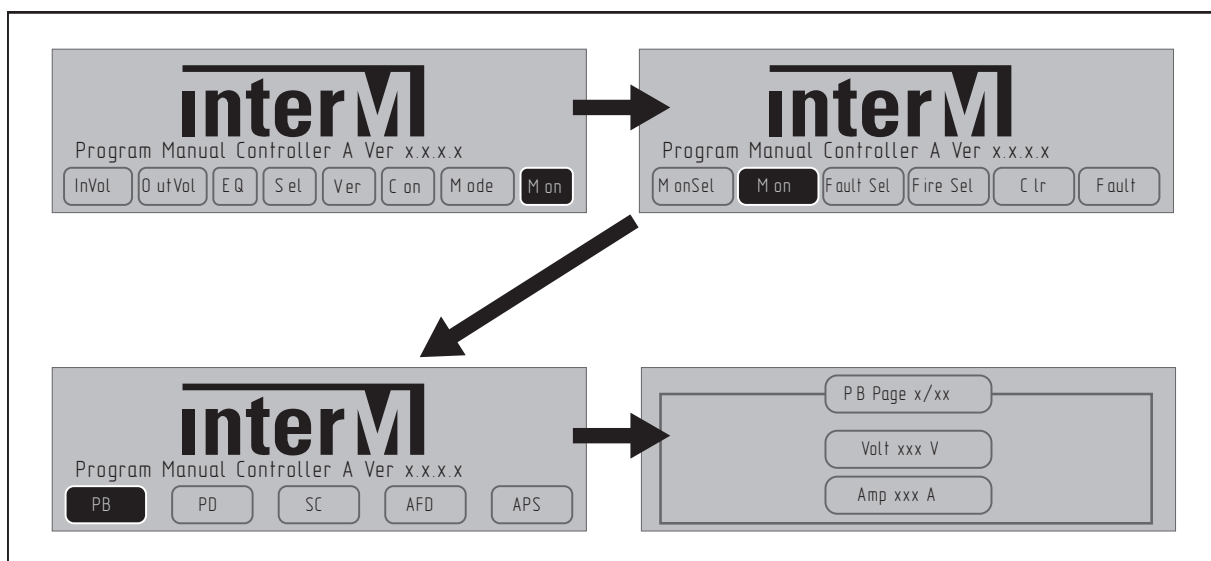 interM
Program Manual Controller A Ver x.x.x.x
InVol OutVol EQ Sel Ver Con Mode Mon
interM
Program Manual Controller A Ver x.x.x.x
MonSel Mon Fault Sel Fire Sel Clr Fault
interM
Program Manual Controller A Ver x.x.x.x
PB PD SC AFD APS
PB Page x/xx
Volt xxx V
Amp xxx A